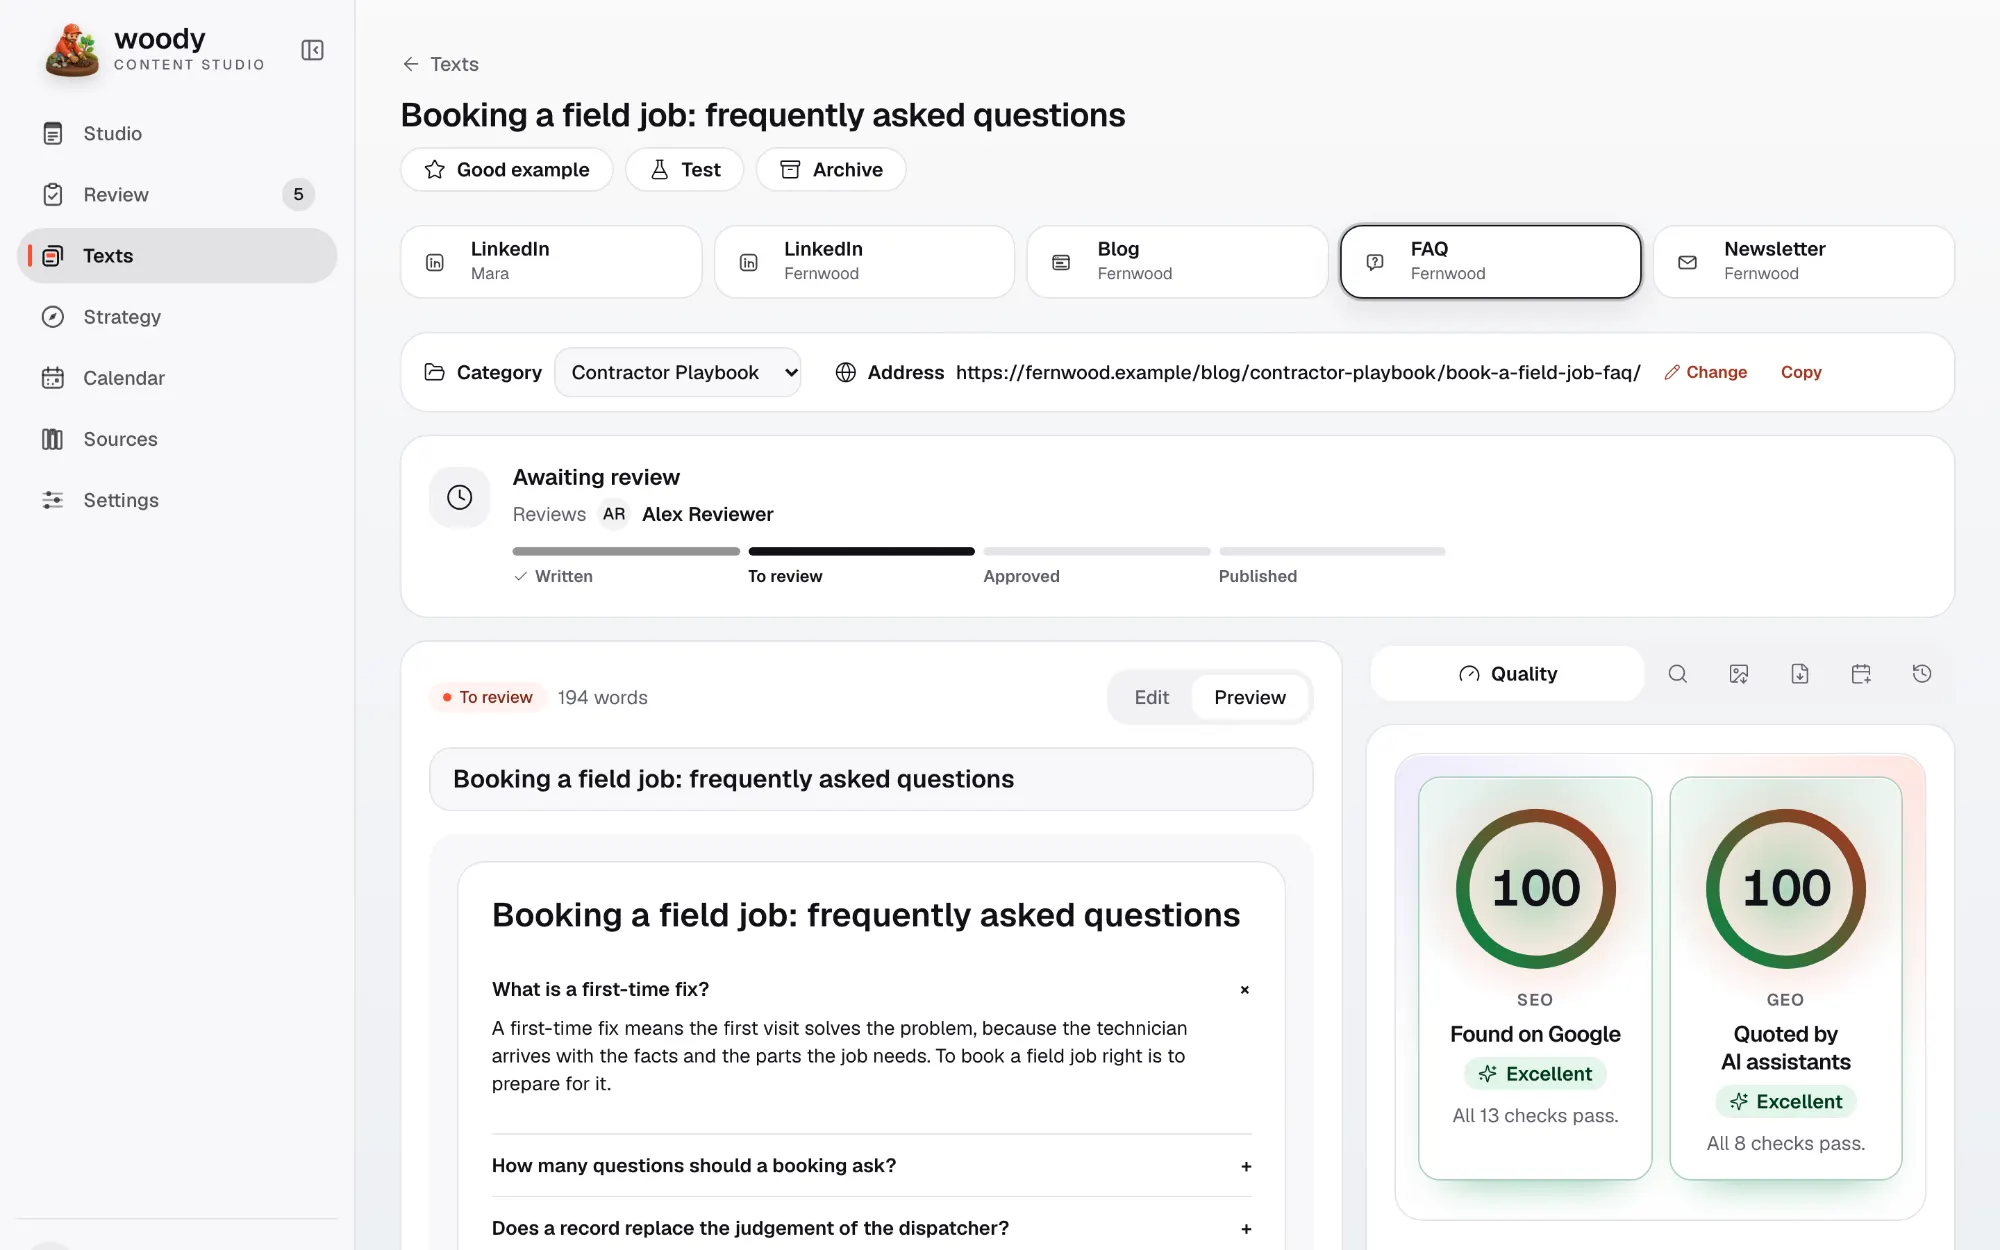 woody
CONTENT STUDIO
Studio
Review
5
Texts
Strategy
Calendar
Sources
Settings
Texts
Booking a field job: frequently asked questions
Good example
Test
Archive
LinkedIn
Mara
LinkedIn
Fernwood
Blog
Fernwood
FAQ
Fernwood
Newsletter
Fernwood
Category
Contractor Playbook
Address
https://fernwood.example/blog/contractor-playbook/book-a-field-job-faq/
Change
Copy
Awaiting review
Reviews
AR
Alex Reviewer
Written
To review
Approved
Published
To review
194 words
Edit
Preview
Booking a field job: frequently asked questions
Booking a field job: frequently asked questions
What is a first-time fix?
A first-time fix means the first visit solves the problem, because the technician
arrives with the facts and the parts the job needs. To book a field job right is to
prepare for it.
How many questions should a booking ask?
Does a record replace the judgement of the dispatcher?
Quality
100
SEO
Found on Google
Excellent
All 13 checks pass.
100
GEO
Quoted by
AI assistants
Excellent
All 8 checks pass.